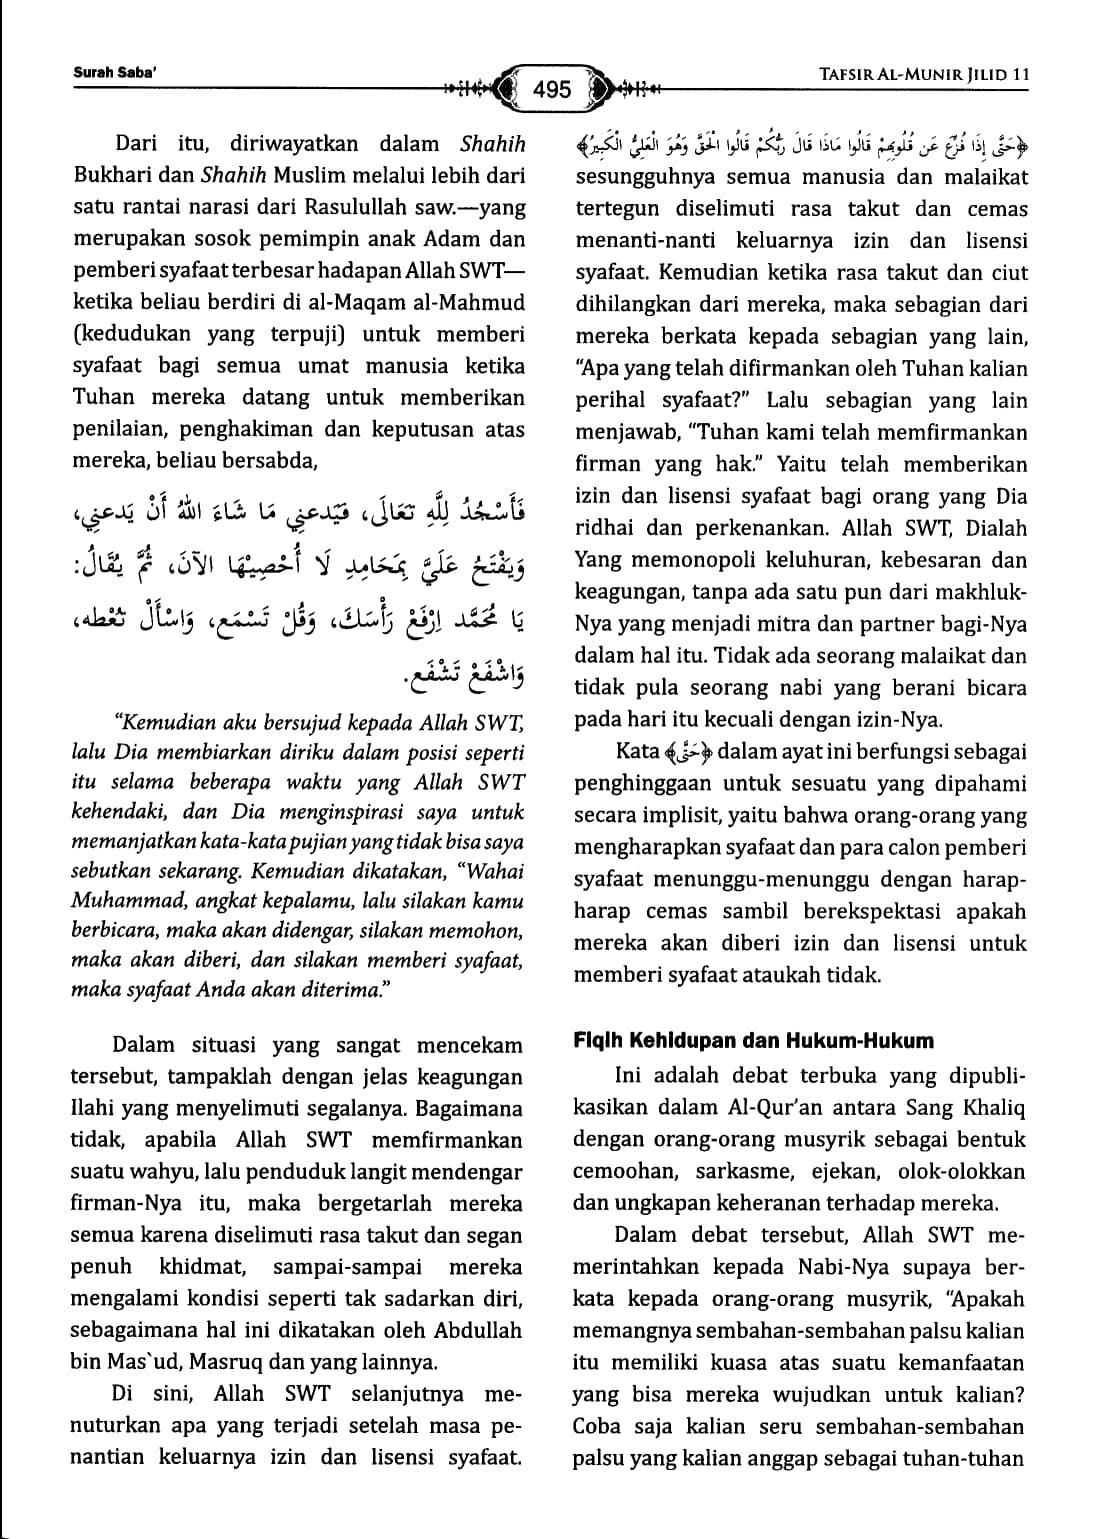 Surah Saba’
495
TAFSIR AL-MUNIR JILID 11
Dari itu, diriwayatkan dalam Shahih
Bukhari dan Shahih Muslim melalui lebih dari
satu rantai narasi dari Rasulullah saw.—yang
merupakan sosok pemimpin anak Adam dan
pemberi syafaat terbesar hadapan Allah SWT—
ketika beliau berdiri di al-Maqam al-Mahmud
(kedudukan yang terpuji) untuk memberi
syafaat bagi semua umat manusia ketika
Tuhan mereka datang untuk memberikan
penilaian, penghakiman dan keputusan atas
mereka, beliau bersabda,
فَأَسْجُدُ لِلَّهِ تَعَالَى، فَيَدعنِي مَا شَاءَ اللهُ أَنْ يَدعنِي،
وَيَفْتَحُ عَلَيَّ بِمَحَامِدِ لَا أُحْصِيْهَا الآنَ، ثُمَّ يُقَالُ:
يَا مُحَمَّد اِرْفَعْ رَأْسَكَ، وَقُلْ تَسْمَع، وَاسْأَلْ تُعْطه،
وَاشْفَعْ تَشْفَع.
“Kemudian aku bersujud kepada Allah SWT,
lalu Dia membiarkan diriku dalam posisi seperti
itu selama beberapa waktu yang Allah SWT
kehendaki, dan Dia menginspirasi saya untuk
memanjatkan kata-kata pujian yang tidak bisa saya
sebutkan sekarang. Kemudian dikatakan, “Wahai
Muhammad, angkat kepalamu, lalu silakan kamu
berbicara, maka akan didengar, silakan memohon,
maka akan diberi, dan silakan memberi syafaat,
maka syafaat Anda akan diterima.”
Dalam situasi yang sangat mencekam
tersebut, tampaklah dengan jelas keagungan
Ilahi yang menyelimuti segalanya. Bagaimana
tidak, apabila Allah SWT memfirmankan
suatu wahyu, lalu penduduk langit mendengar
firman-Nya itu, maka bergetarlah mereka
semua karena diselimuti rasa takut dan segan
penuh khidmat, sampai-sampai mereka
mengalami kondisi seperti tak sadarkan diri,
sebagaimana hal ini dikatakan oleh Abdullah
bin Mas`ud, Masruq dan yang lainnya.
Di sini, Allah SWT selanjutnya me-
nuturkan apa yang terjadi setelah masa pe-
nantian keluarnya izin dan lisensi syafaat.
﴿حَتَّى إِذَا فُزِّعَ عَن قُلُوبِهِمْ قَالُوا مَاذَا قَالَ رَبُّكُمْ قَالُوا الْحَقَّ وَهُوَ الْعَلِيُّ الْكَبِيرُ﴾
sesungguhnya semua manusia dan malaikat
tertegun diselimuti rasa takut dan cemas
menanti-nanti keluarnya izin dan lisensi
syafaat. Kemudian ketika rasa takut dan ciut
dihilangkan dari mereka, maka sebagian dari
mereka berkata kepada sebagian yang lain,
“Apa yang telah difirmankan oleh Tuhan kalian
perihal syafaat?” Lalu sebagian yang lain
menjawab, “Tuhan kami telah memfirmankan
firman yang hak.” Yaitu telah memberikan
izin dan lisensi syafaat bagi orang yang Dia
ridhai dan perkenankan. Allah SWT, Dialah
Yang memonopoli keluhuran, kebesaran dan
keagungan, tanpa ada satu pun dari makhluk-
Nya yang menjadi mitra dan partner bagi-Nya
dalam hal itu. Tidak ada seorang malaikat dan
tidak pula seorang nabi yang berani bicara
pada hari itu kecuali dengan izin-Nya.
Kata ﴿حَتَّى﴾ dalam ayat ini berfungsi sebagai
penghinggaan untuk sesuatu yang dipahami
secara implisit, yaitu bahwa orang-orang yang
mengharapkan syafaat dan para calon pemberi
syafaat menunggu-menunggu dengan harap-
harap cemas sambil berekspektasi apakah
mereka akan diberi izin dan lisensi untuk
memberi syafaat ataukah tidak.
Fiqih Kehidupan dan Hukum-Hukum
Ini adalah debat terbuka yang dipubli-
kasikan dalam Al-Qur’an antara Sang Khaliq
dengan orang-orang musyrik sebagai bentuk
cemoohan, sarkasme, ejekan, olok-olokkan
dan ungkapan keheranan terhadap mereka.
Dalam debat tersebut, Allah SWT me-
merintahkan kepada Nabi-Nya supaya ber-
kata kepada orang-orang musyrik, “Apakah
memangnya sembahan-sembahan palsu kalian
itu memiliki kuasa atas suatu kemanfaatan
yang bisa mereka wujudkan untuk kalian?
Coba saja kalian seru sembahan-sembahan
palsu yang kalian anggap sebagai tuhan-tuhan